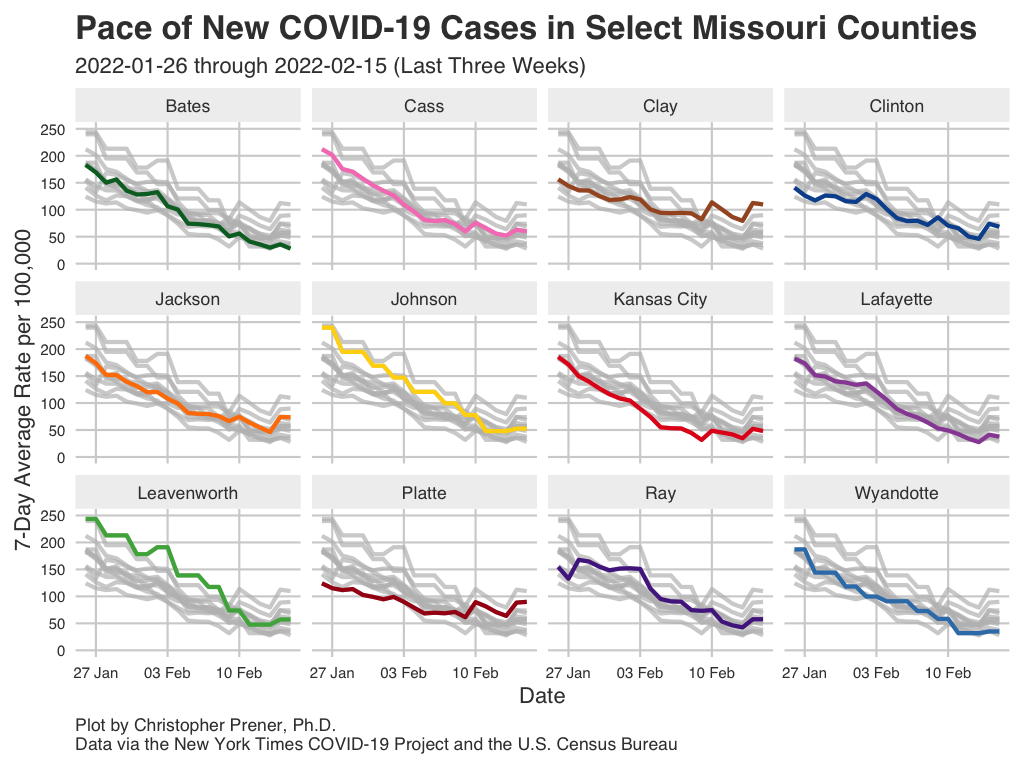 Pace of New COVID-19 Cases in Select Missouri Counties
2022-01-26 through 2022-02-15 (Last Three Weeks)
7-Day Average Rate per 100,000
Bates Cass Clay Clinton
250
200
150
100
50
0
Jackson Johnson Kansas City Lafayette
250
200
150
100
50
0
Leavenworth Platte Ray Wyandotte
250
200
150
100
50
0
27 Jan 03 Feb 10 Feb 27 Jan 03 Feb 10 Feb 27 Jan 03 Feb 10 Feb 27 Jan 03 Feb 10 Feb
Date
Plot by Christopher Prener, Ph.D.
Data via the New York Times COVID-19 Project and the U.S. Census Bureau